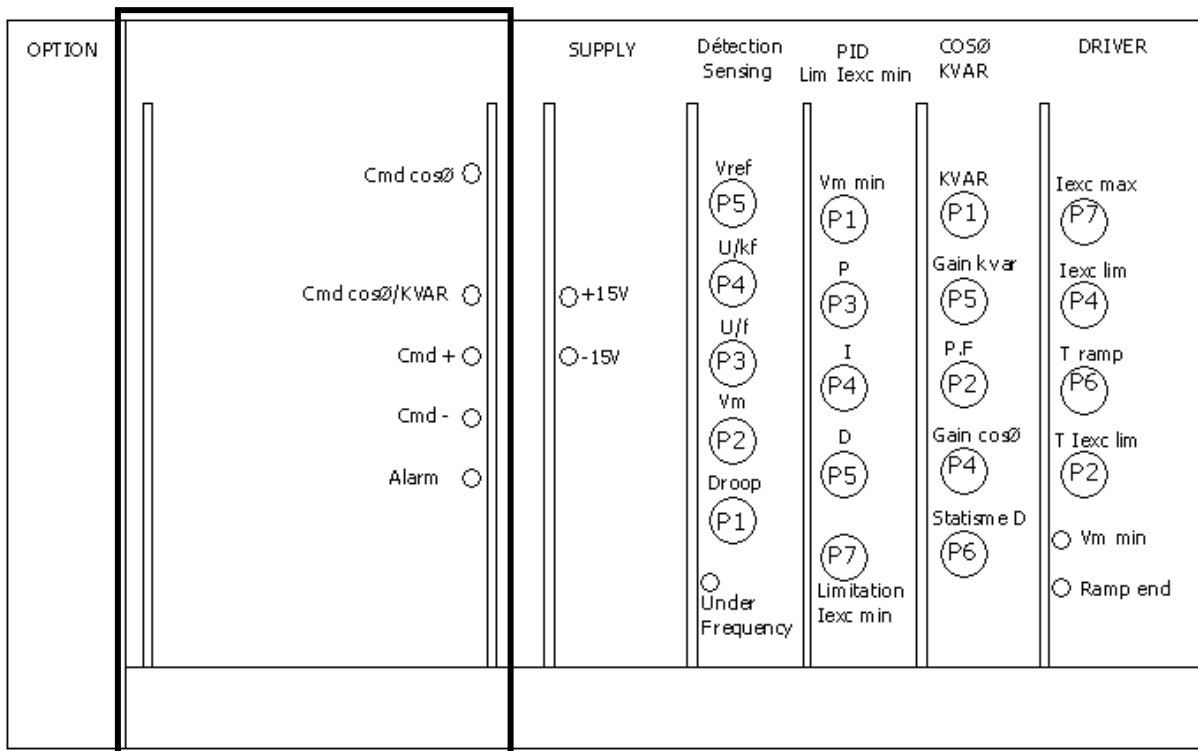 OPTION
Cmd cosØ
Cmd cosØ/KVAR
Cmd +
Cmd -
Alarm
SUPPLY
+15V
-15V
Détection
Sensing
Vref
P5
U/kf
P4
U/f
P3
Vm
P2
Droop
P1
Under
Frequency
PID
Lim Iexc min
Vm min
P1
P
P3
I
P4
D
P5
P7
Limitation
Iexc min
COSØ
KVAR
KVAR
P1
Gain kvar
P5
P.F
P2
Gain cosØ
P4
Statisme D
P6
DRIVER
Iexc max
P7
Iexc lim
P4
T ramp
P6
T Iexc lim
P2
Vm min
Ramp end